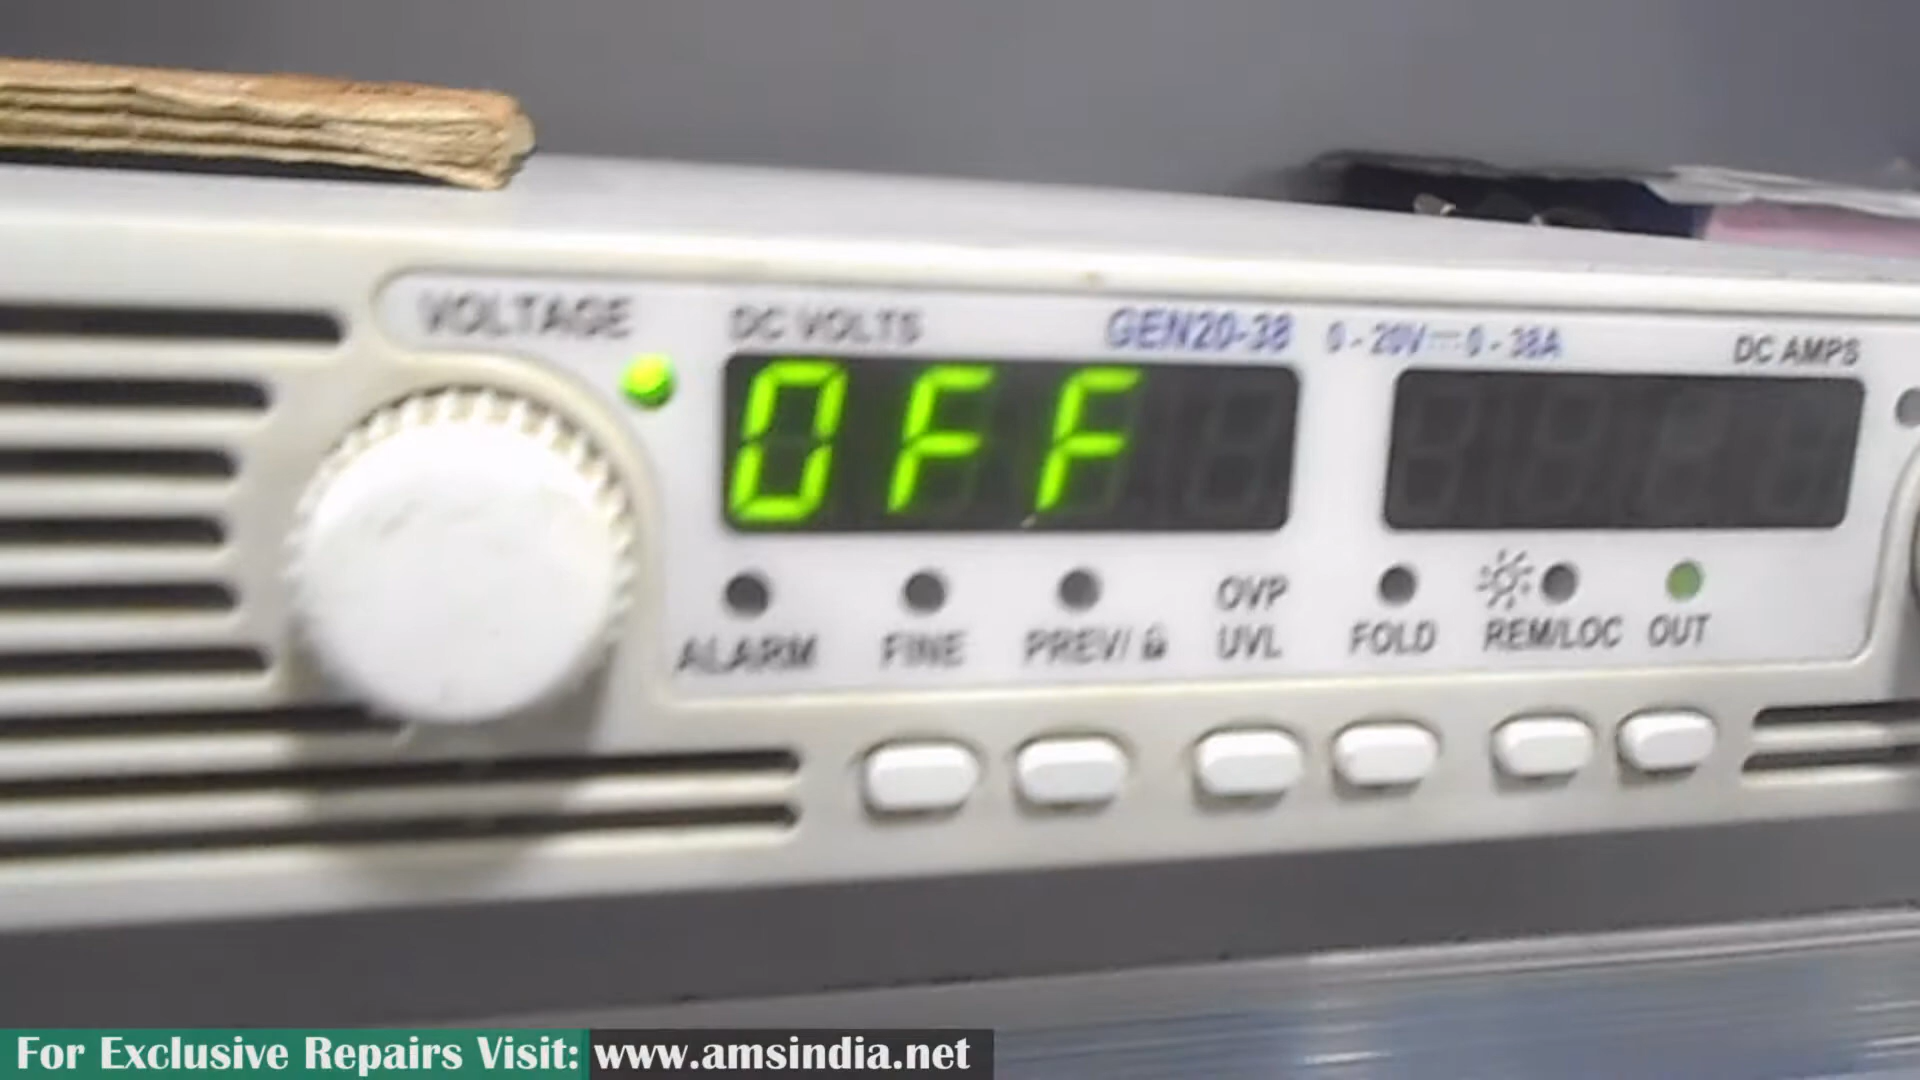 VOLTAGE
DC VOLTS GEN20-38 0 - 20V⎓0 - 38A DC AMPS
OFF
ALARM FINE PREV/ OVP UVL FOLD REM/LOC OUT
For Exclusive Repairs Visit: www.amsindia.net